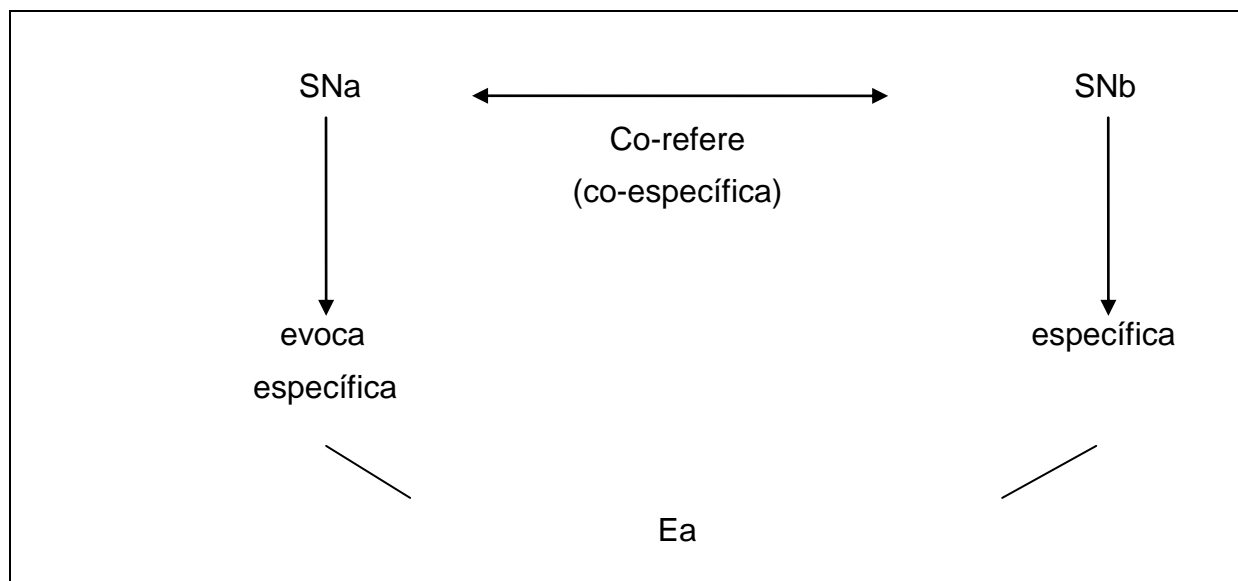 SNa SNb
Co-refere
(co-específica)
evoca específica
específica
Ea